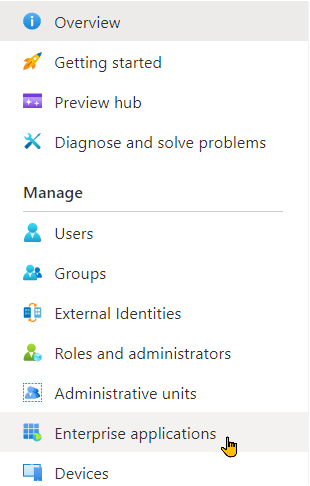 Overview
Getting started
Preview hub
Diagnose and solve problems
Manage
Users
Groups
External Identities
Roles and administrators
Administrative units
Enterprise applications
Devices